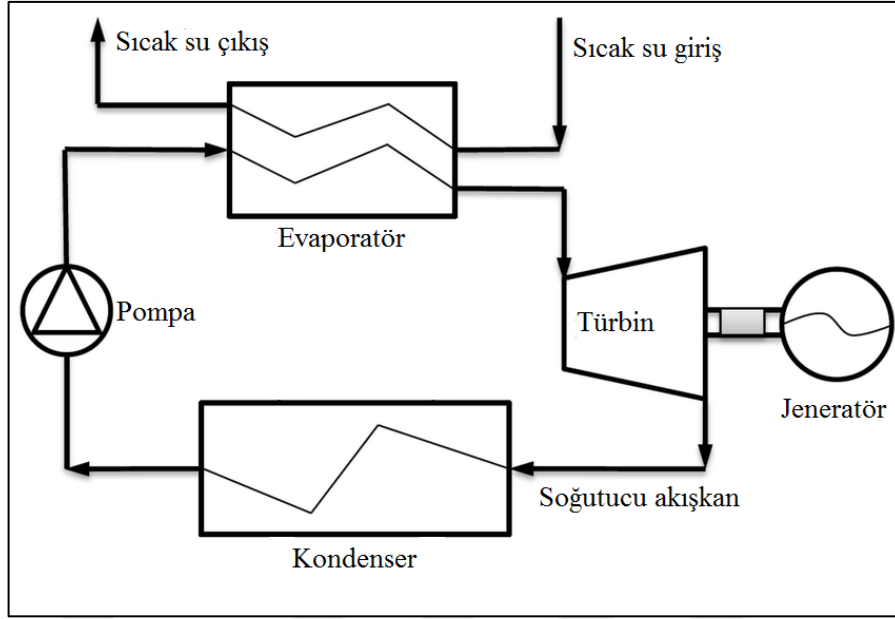 Sıcak su çıkış
Sıcak su giriş
Evaporatör
Pompa
Türbin
Jeneratör
Soğutucu akışkan
Kondenser